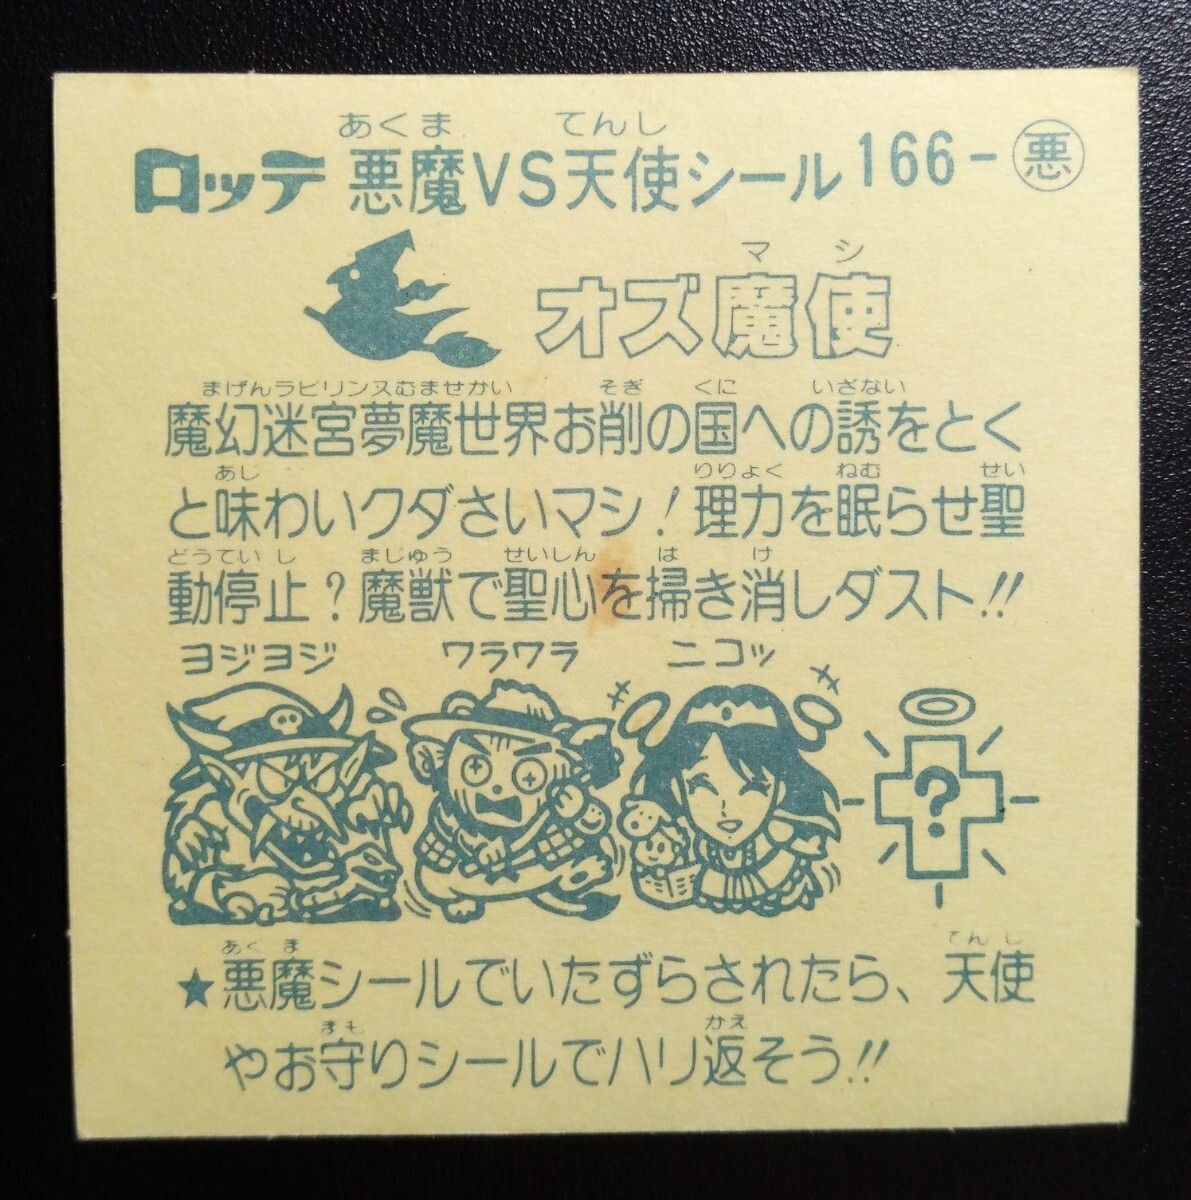 あくま てんし
ロッテ 悪魔VS天使シール 166-悪
マシ
オズ魔使
まげんラビリンスむませかい そぎ くに いざない
魔幻迷宮夢魔世界お削の国への誘をとく
あじ りりょく ねむ せい
と味わいクダさいマシ！理力を眠らせ聖
どうていし まじゅう せいしん は け
動停止？魔獣で聖心を掃き消しダスト!!
ヨジヨジ ワラワラ ニコッ
?
あくま てんし
★悪魔シールでいたずらされたら、天使
まも かえ
やお守りシールでハリ返そう!!